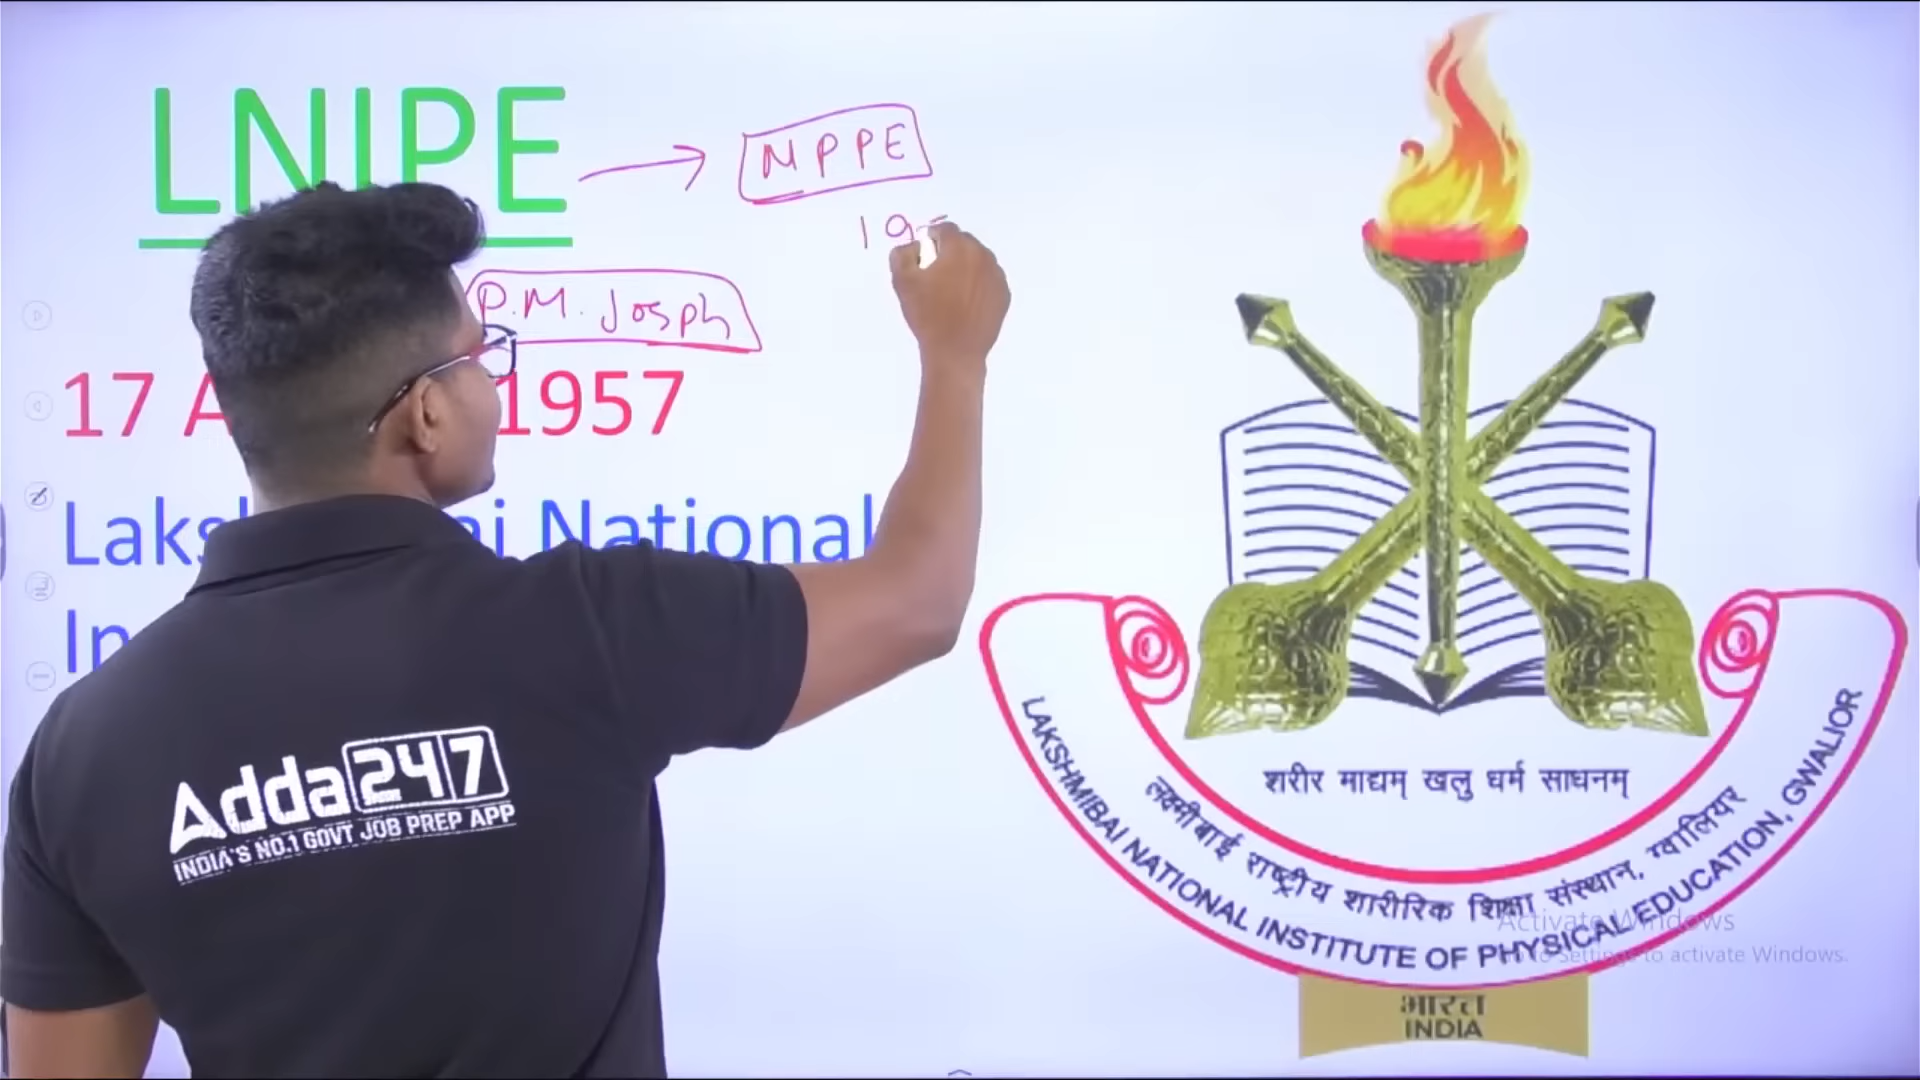 LNIPE
NPPE
19
P.M. Josph
17 A 1957
National
शरीर माद्यम् खलु धर्म साधनम्
लक्ष्मीबाई राष्ट्रीय शारीरिक शिक्षा संस्थान, ग्वालियर
LAKSHMIBAI NATIONAL INSTITUTE OF PHYSICAL EDUCATION, GWALIOR
भारत
INDIA
Adda247
INDIA'S NO.1 GOVT JOB PREP APP
Activate Windows
Go to Settings to activate Windows.